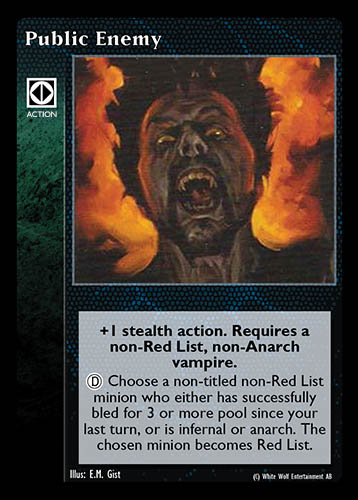 Public Enemy
ACTION
+1 stealth action. Requires a
non-Red List, non-Anarch
vampire.
Ⓓ Choose a non-titled non-Red List
minion who either has successfully
bled for 3 or more pool since your
last turn, or is infernal or anarch. The
chosen minion becomes Red List.
Illus: E.M. Gist
(C) White Wolf Entertainment AB